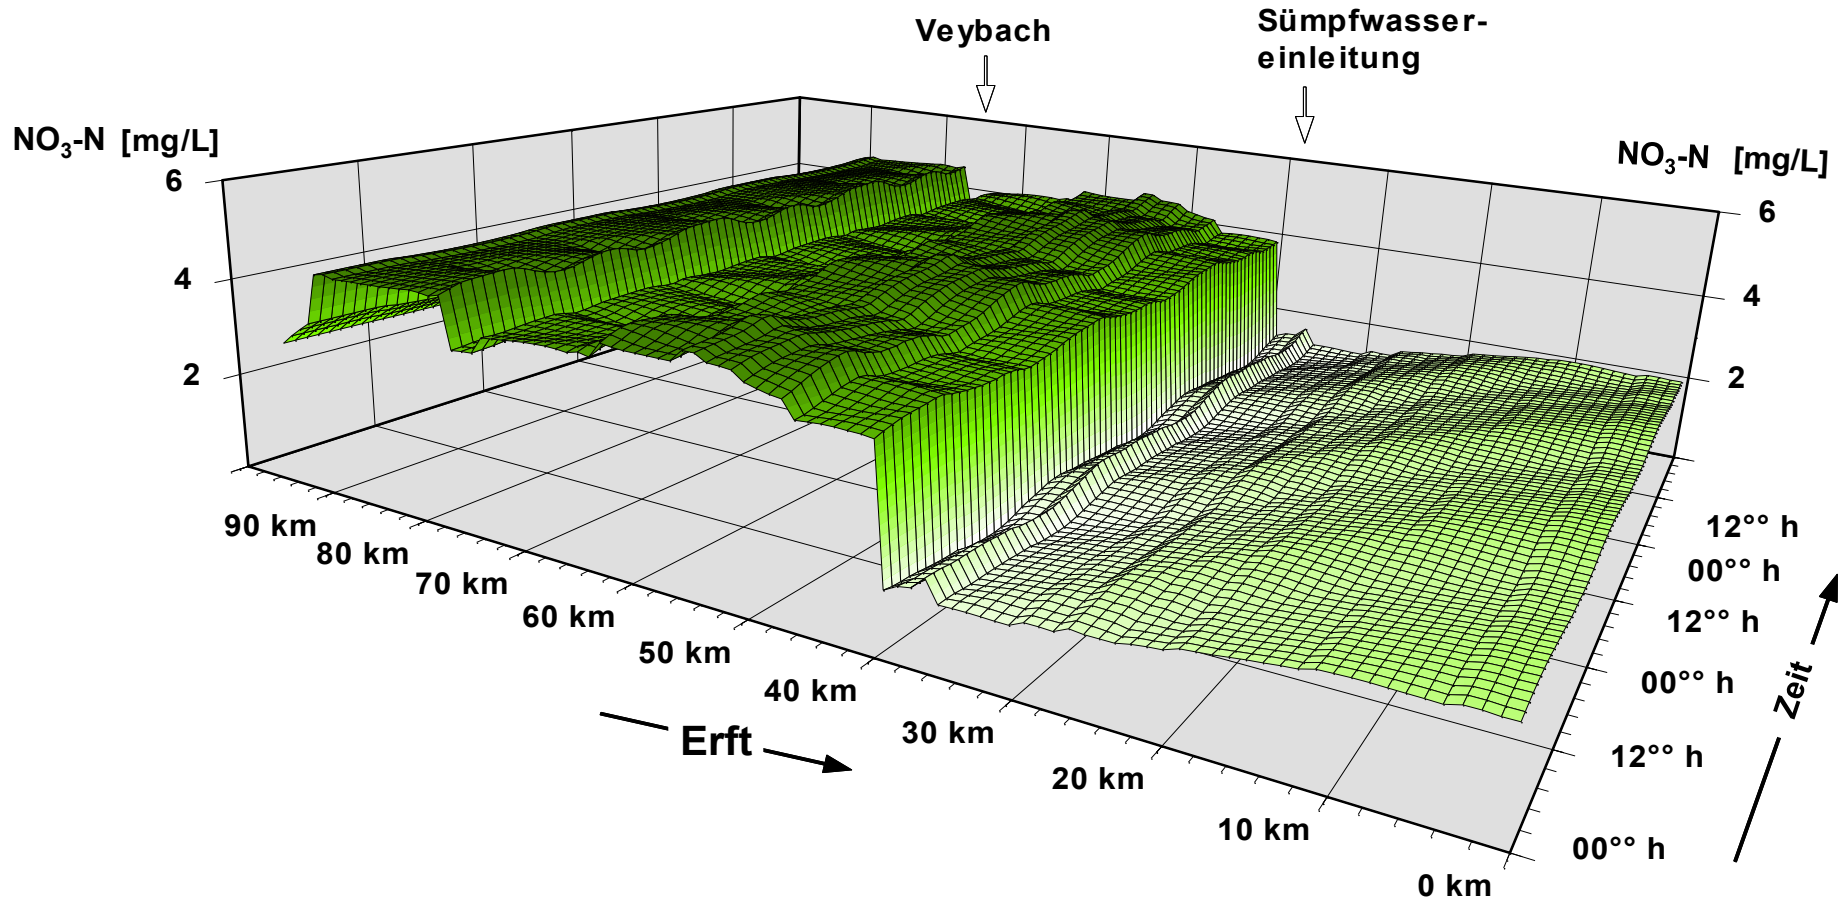 Veybach
Sümpfwasser-
einleitung
NO₃-N [mg/L]
NO₃-N [mg/L]
6
4
2
6
4
2
90 km
80 km
70 km
60 km
50 km
40 km
30 km
20 km
10 km
0 km
Erft
12°° h
00°° h
12°° h
00°° h
12°° h
00°° h
Zeit